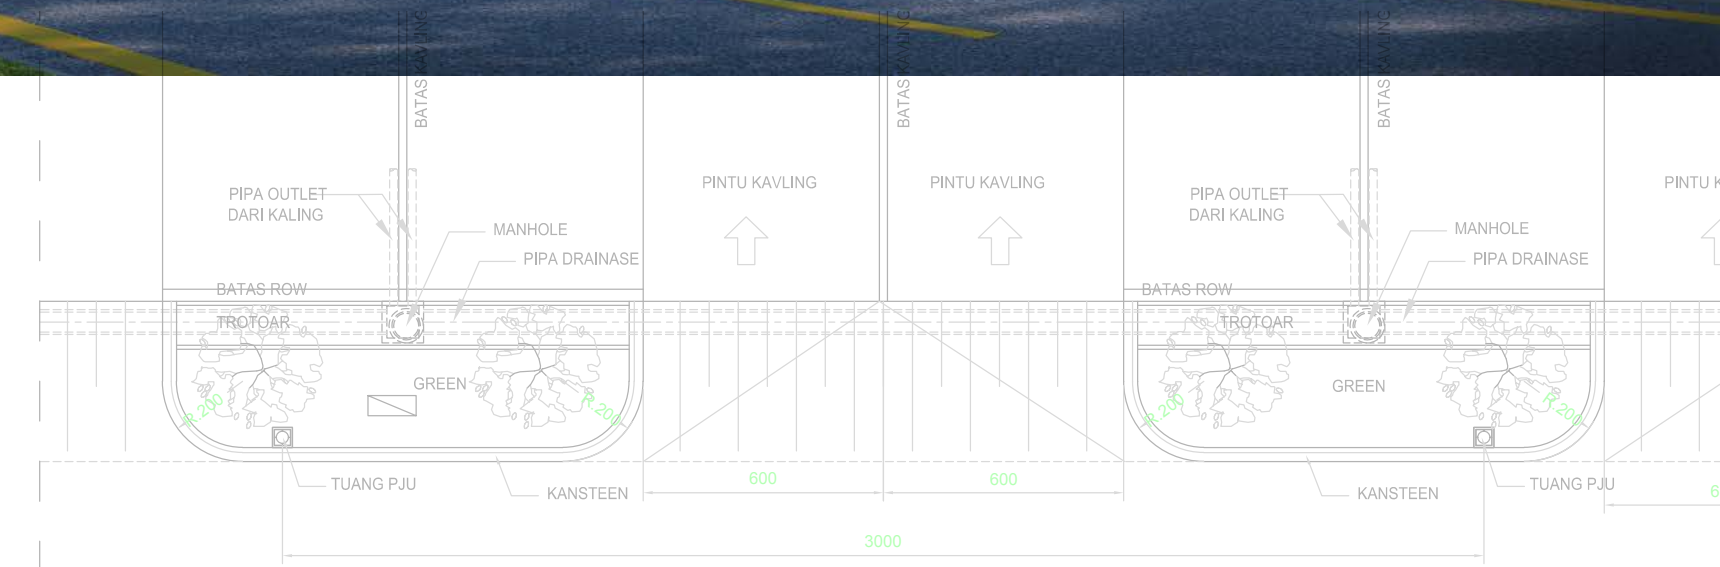 BATAS KAVLING
BATAS KAVLING
BATAS KAVLING
PIPA OUTLET
DARI KALING
PINTU KAVLING
PINTU KAVLING
PIPA OUTLET
DARI KALING
PINTU
MANHOLE
MANHOLE
PIPA DRAINASE
PIPA DRAINASE
BATAS ROW
BATAS ROW
TROTOAR
TROTOAR
GREEN
GREEN
R.200
R.200
R.200
R.200
TUANG PJU
KANSTEEN
600
600
KANSTEEN
TUANG PJU
3000